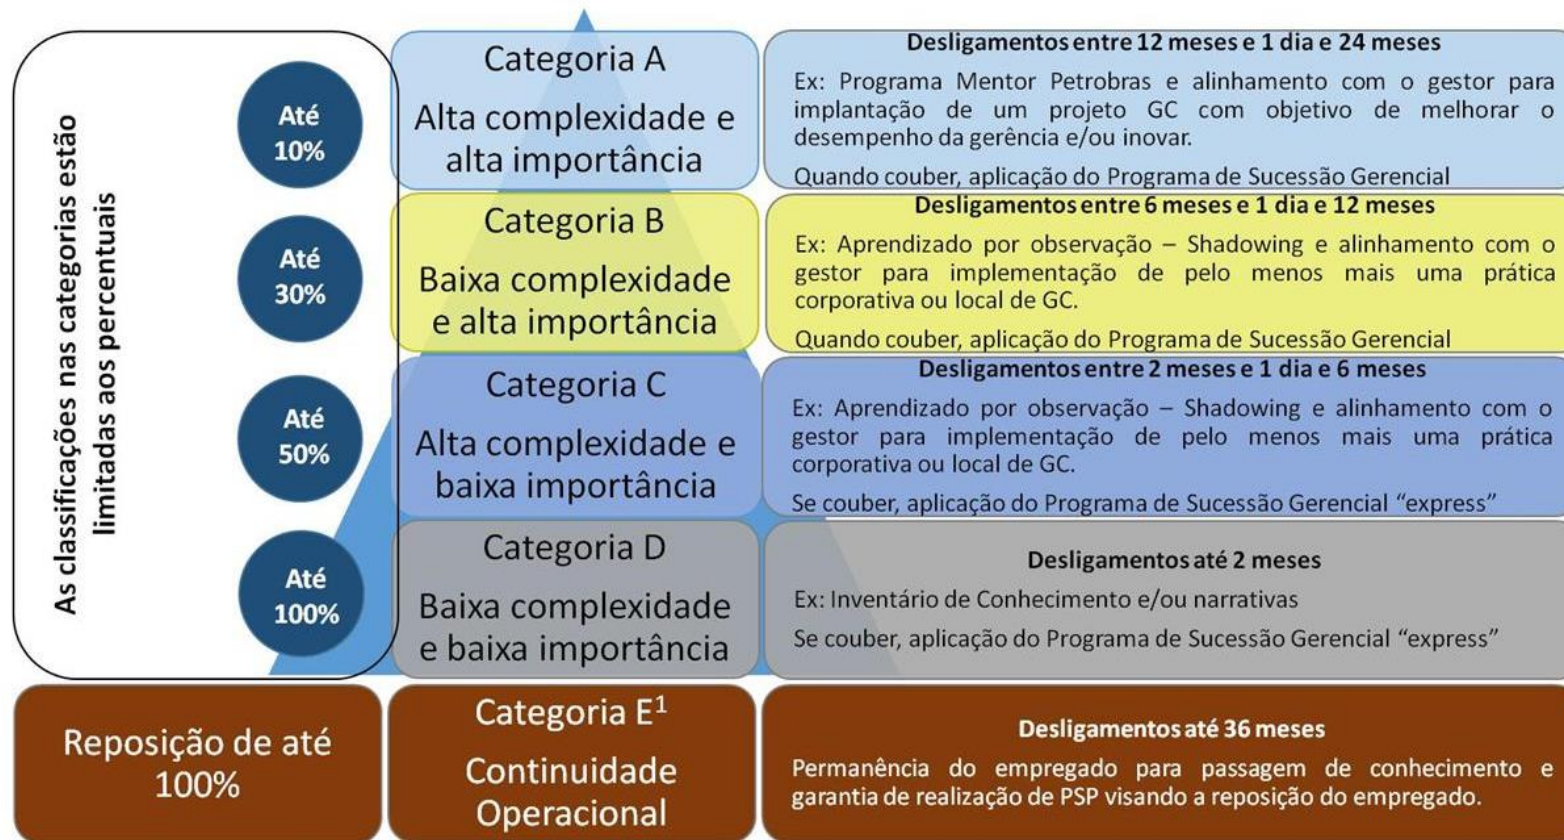 As classificações nas categorias estão
limitadas aos percentuais
Até
10%
Categoria A
Alta complexidade e
alta importância
Desligamentos entre 12 meses e 1 dia e 24 meses
Ex: Programa Mentor Petrobras e alinhamento com o gestor para
implantação de um projeto GC com objetivo de melhorar o
desempenho da gerência e/ou inovar.
Quando couber, aplicação do Programa de Sucessão Gerencial
Até
30%
Categoria B
Baixa complexidade
e alta importância
Desligamentos entre 6 meses e 1 dia e 12 meses
Ex: Aprendizado por observação – Shadowing e alinhamento com o
gestor para implementação de pelo menos mais uma prática
corporativa ou local de GC.
Quando couber, aplicação do Programa de Sucessão Gerencial
Até
50%
Categoria C
Alta complexidade e
baixa importância
Desligamentos entre 2 meses e 1 dia e 6 meses
Ex: Aprendizado por observação – Shadowing e alinhamento com o
gestor para implementação de pelo menos mais uma prática
corporativa ou local de GC.
Se couber, aplicação do Programa de Sucessão Gerencial “express”
Até
100%
Categoria D
Baixa complexidade
e baixa importância
Desligamentos até 2 meses
Ex: Inventário de Conhecimento e/ou narrativas
Se couber, aplicação do Programa de Sucessão Gerencial “express”
Reposição de até
100%
Categoria E¹
Continuidade
Operacional
Desligamentos até 36 meses
Permanência do empregado para passagem de conhecimento e
garantia de realização de PSP visando a reposição do empregado.